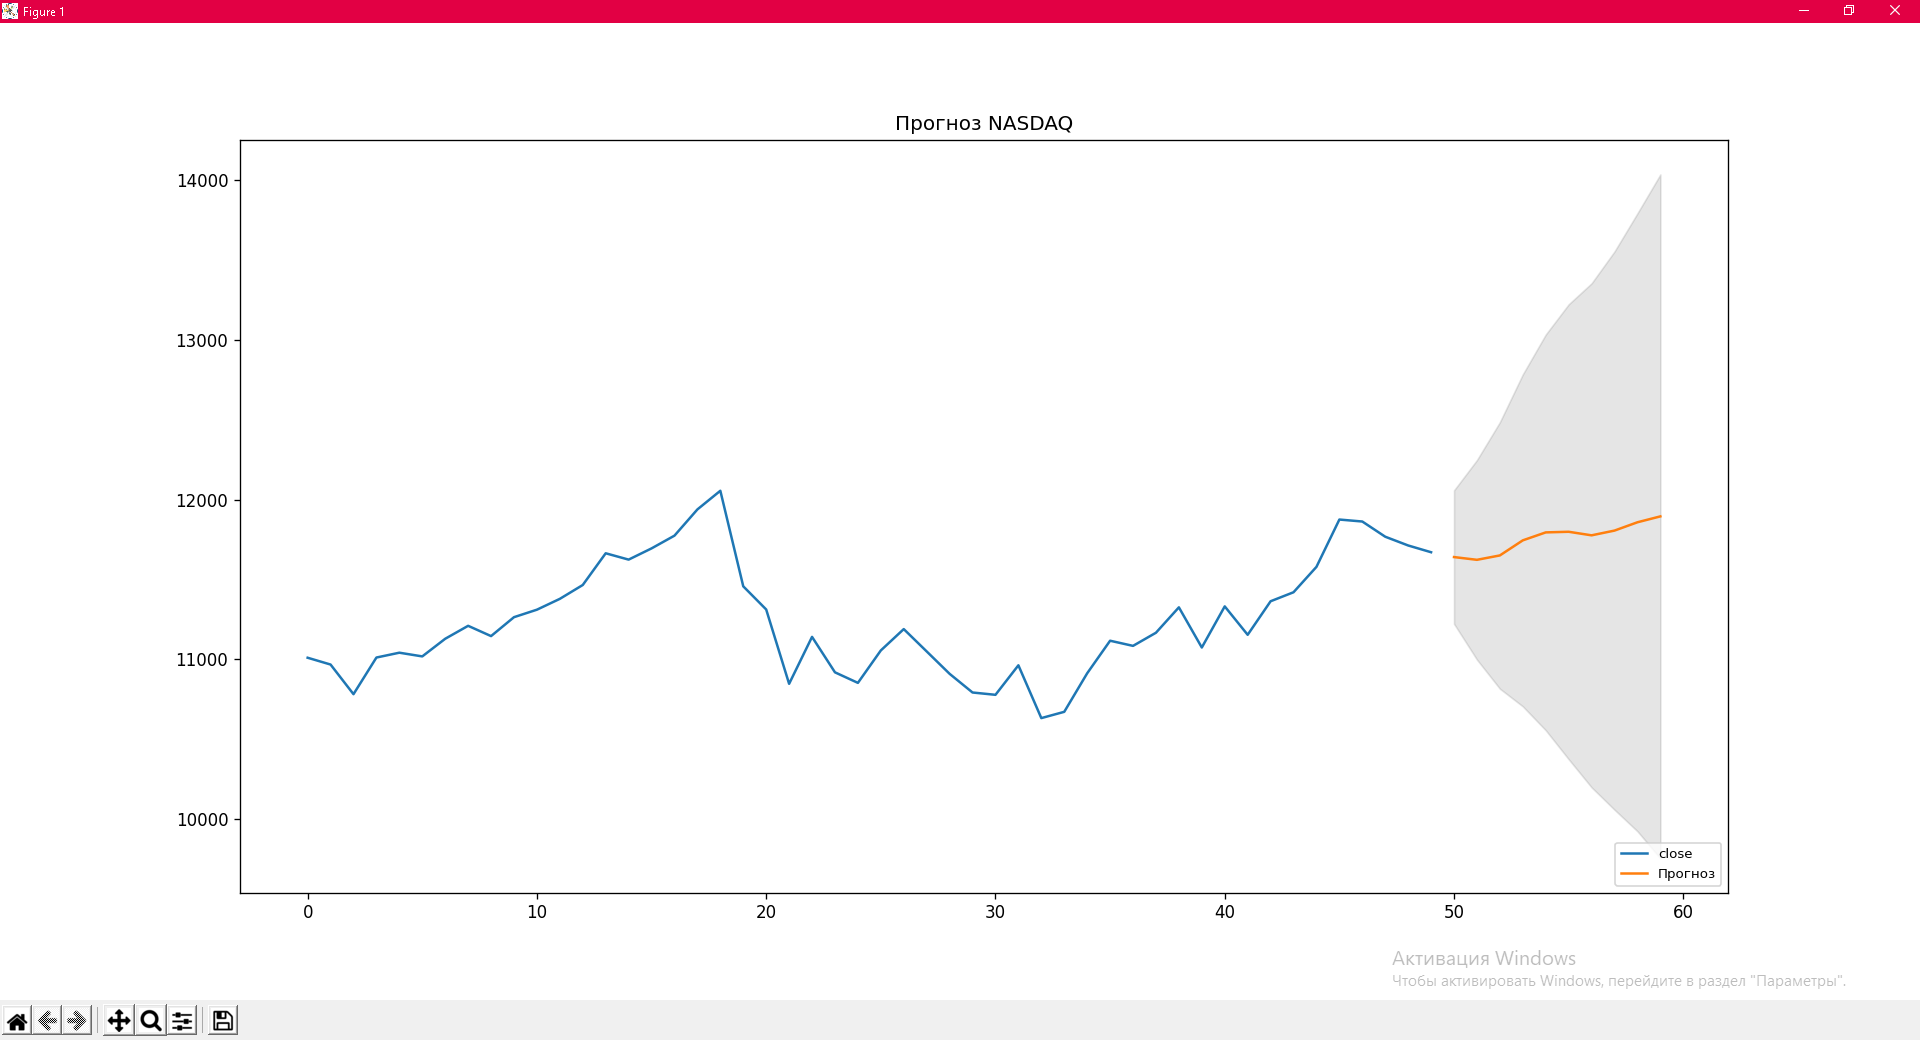 Figure 1
Прогноз NASDAQ
14000
13000
12000
11000
10000
0 10 20 30 40 50 60
close
Прогноз
Активация Windows
Чтобы активировать Windows, перейдите в раздел "Параметры".